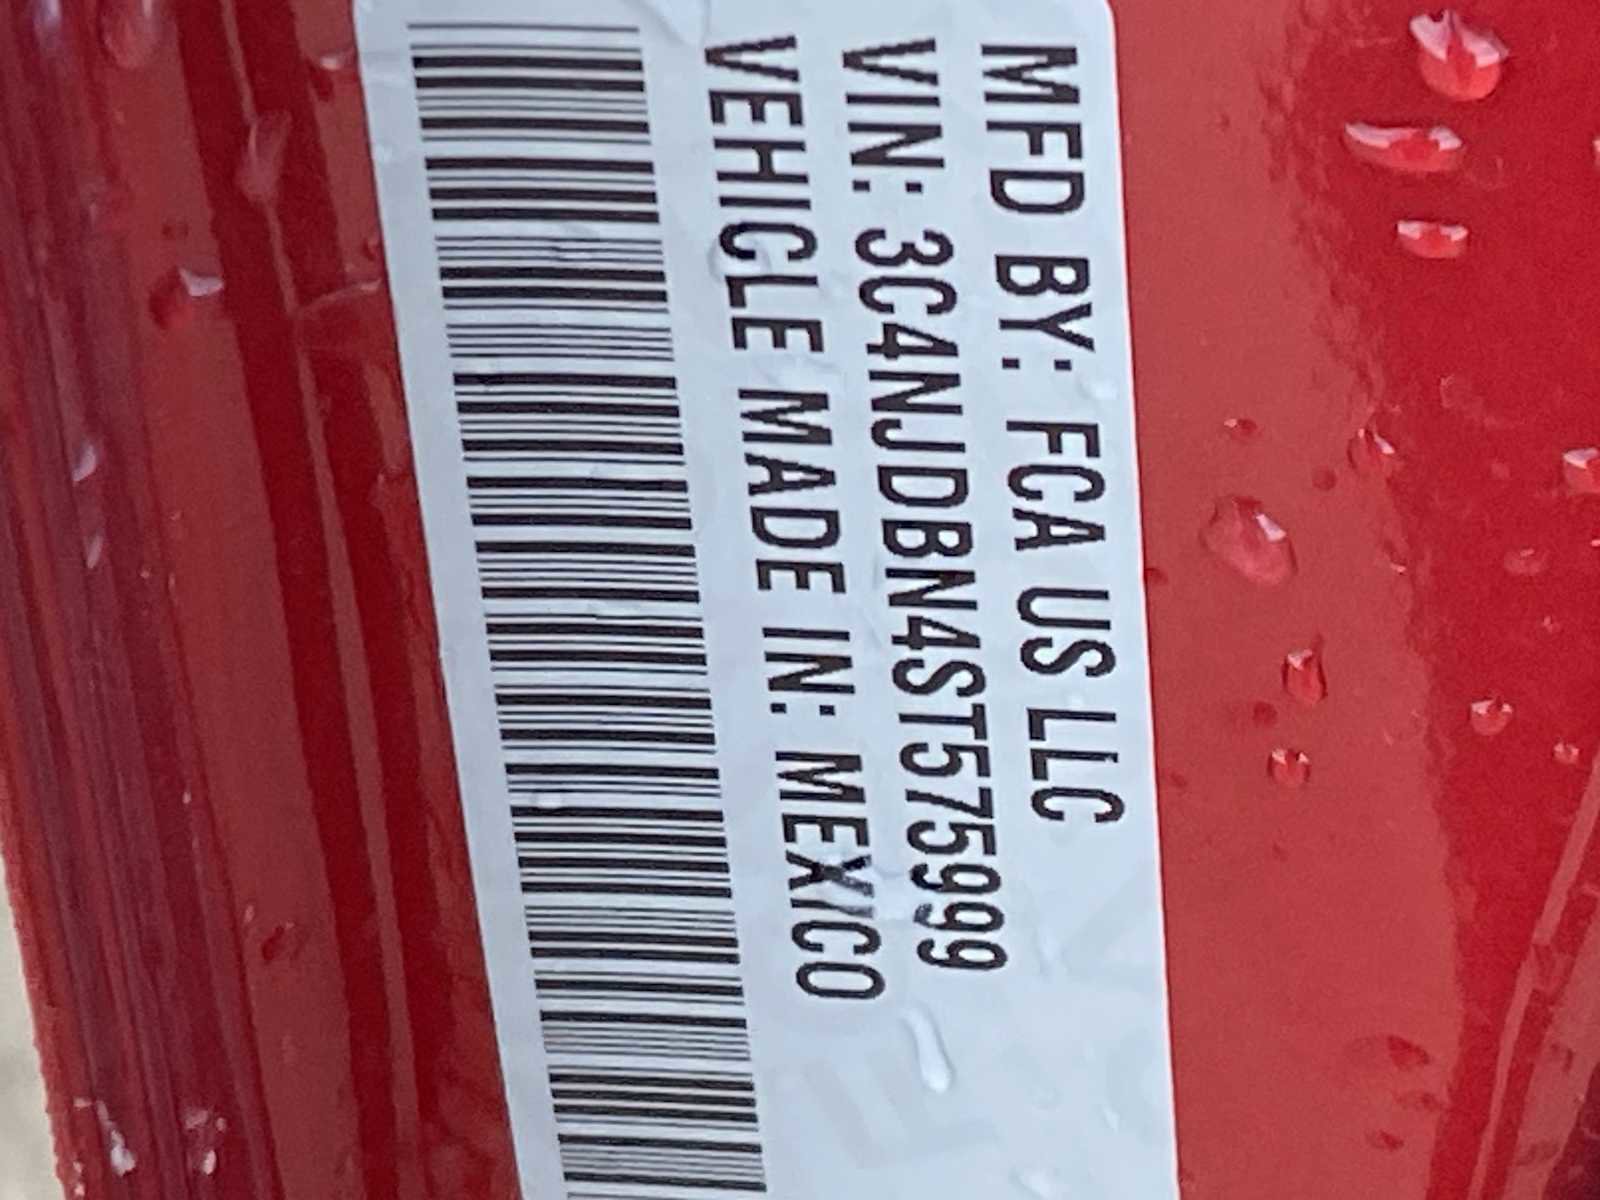 MFD BY: FCA US LLC
VIN: 3C4NJDBN4ST575999
VEHICLE MADE IN: MEXICO